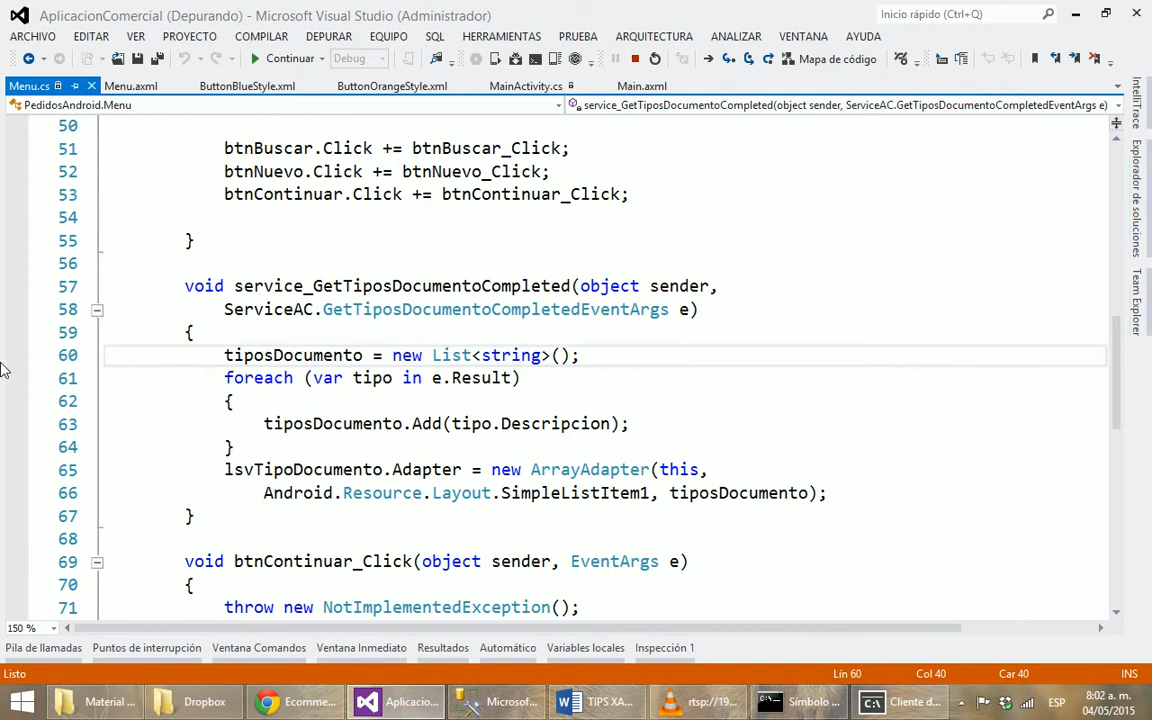 AplicacionComercial (Depurando) - Microsoft Visual Studio (Administrador)
Inicio rápido (Ctrl+Q)
ARCHIVO EDITAR VER PROYECTO COMPILAR DEPURAR EQUIPO SQL HERRAMIENTAS PRUEBA ARQUITECTURA ANALIZAR VENTANA AYUDA
Continuar Debug Mapa de código
Menu.cs Menu.axml ButtonBlueStyle.xml ButtonOrangeStyle.xml MainActivity.cs Main.axml
PedidosAndroid.Menu service_GetTiposDocumentoCompleted(object sender, ServiceAC.GetTiposDocumentoCompletedEventArgs e)
50
51 btnBuscar.Click += btnBuscar_Click;
52 btnNuevo.Click += btnNuevo_Click;
53 btnContinuar.Click += btnContinuar_Click;
54
55 }
56
57 void service_GetTiposDocumentoCompleted(object sender,
58 ServiceAC.GetTiposDocumentoCompletedEventArgs e)
59 {
60 tiposDocumento = new List<string>();
61 foreach (var tipo in e.Result)
62 {
63 tiposDocumento.Add(tipo.Descripcion);
64 }
65 lsvTipoDocumento.Adapter = new ArrayAdapter(this,
66 Android.Resource.Layout.SimpleListItem1, tiposDocumento);
67 }
68
69 void btnContinuar_Click(object sender, EventArgs e)
70 {
71 throw new NotImplementedException();
IntelliTrace
Explorador de soluciones
Team Explorer
150 %
Pila de llamadas Puntos de interrupción Ventana Comandos Ventana Inmediato Resultados Automático Variables locales Inspección 1
Listo Lín 60 Col 40 Car 40 INS
Material ... Dropbox Ecomme... Aplicacio... Microsof... TIPS XA... rtsp://19... Símbolo ... Cliente d... ESP 8:02 a. m.
04/05/2015